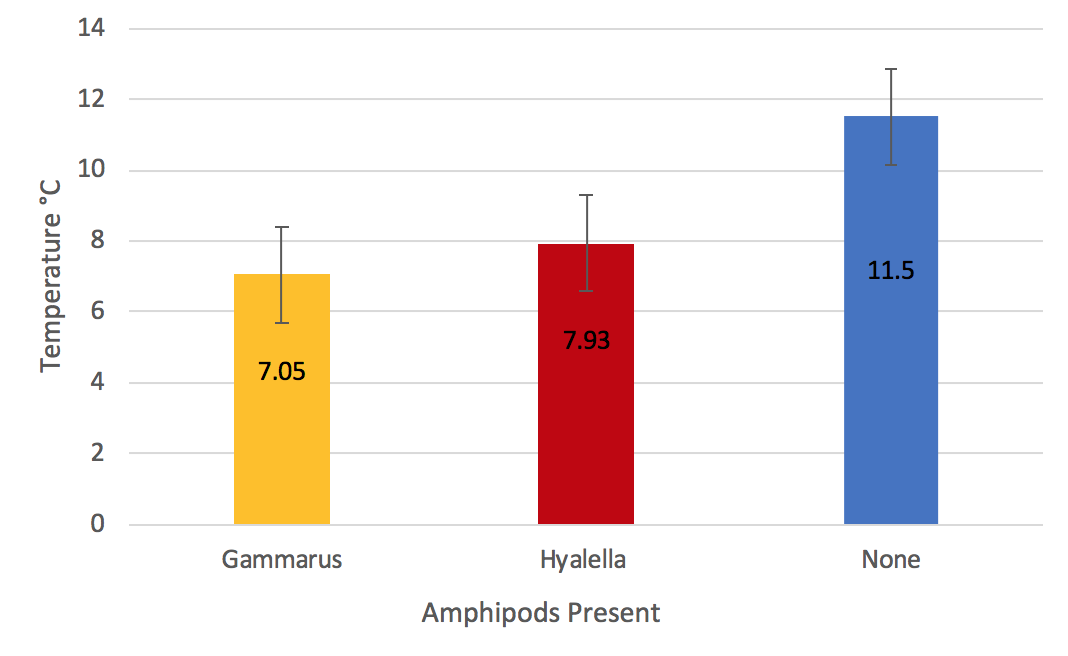 14
12
10
8
6
4
2
0
Temperature °C
7.05
7.93
11.5
Gammarus
Hyalella
None
Amphipods Present